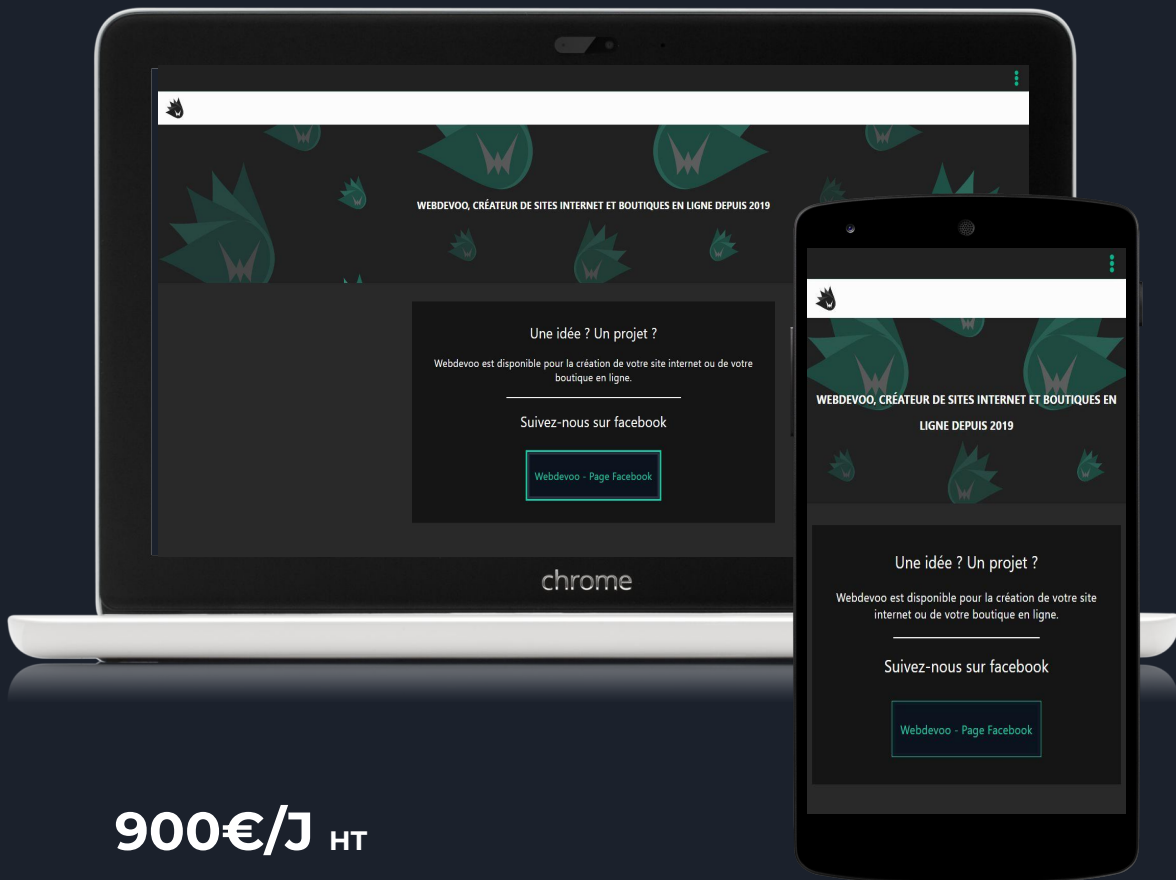 WEBDEVOO, CRÉATEUR DE SITES INTERNET ET BOUTIQUES EN LIGNE DEPUIS 2019
Une idée ? Un projet ?
Webdevoo est disponible pour la création de votre site internet ou de votre
boutique en ligne.
Suivez-nous sur facebook
Webdevoo - Page Facebook
chrome
WEBDEVOO, CRÉATEUR DE SITES INTERNET ET BOUTIQUES EN
LIGNE DEPUIS 2019
Une idée ? Un projet ?
Webdevoo est disponible pour la création de votre site
internet ou de votre boutique en ligne.
Suivez-nous sur facebook
Webdevoo - Page Facebook
900€/J HT